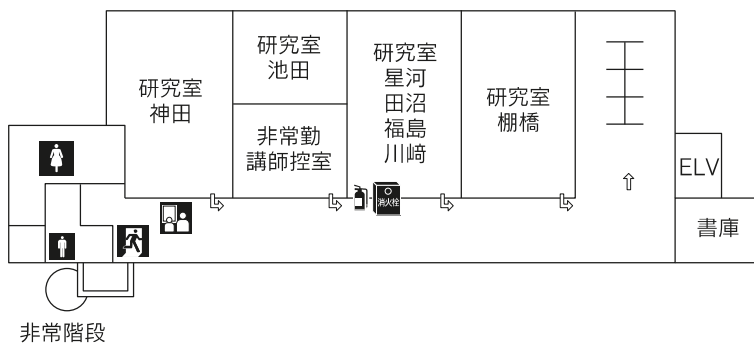 研究室
神田
研究室
池田
非常勤
講師控室
研究室
星河
田沼
福島
川﨑
研究室
棚橋
消火栓
ELV
書庫
非常階段